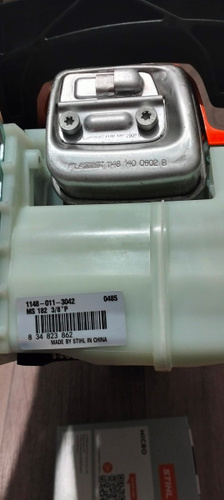 1148 140 0602 B
1148-011-3042 0485
MS 182 3/8"P
8 34 823 862
MADE BY STIHL IN CHINA
STIHL
MICRO